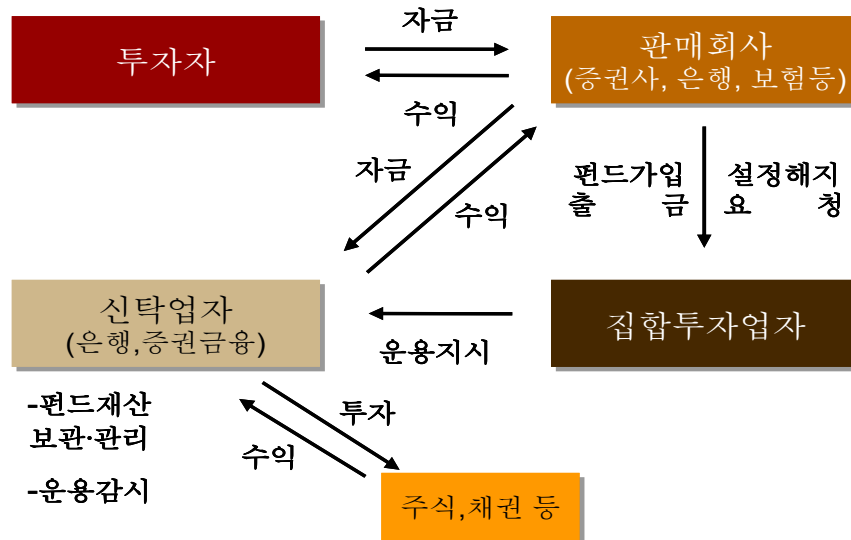 투자자
자금
수익
판매회사
(증권사, 은행, 보험등)
자금
수익
펀드가입
출 금
설정해지
요 청
신탁업자
(은행,증권금융)
운용지시
집합투자업자
-펀드재산
보관·관리
-운용감시
투자
수익
주식,채권 등